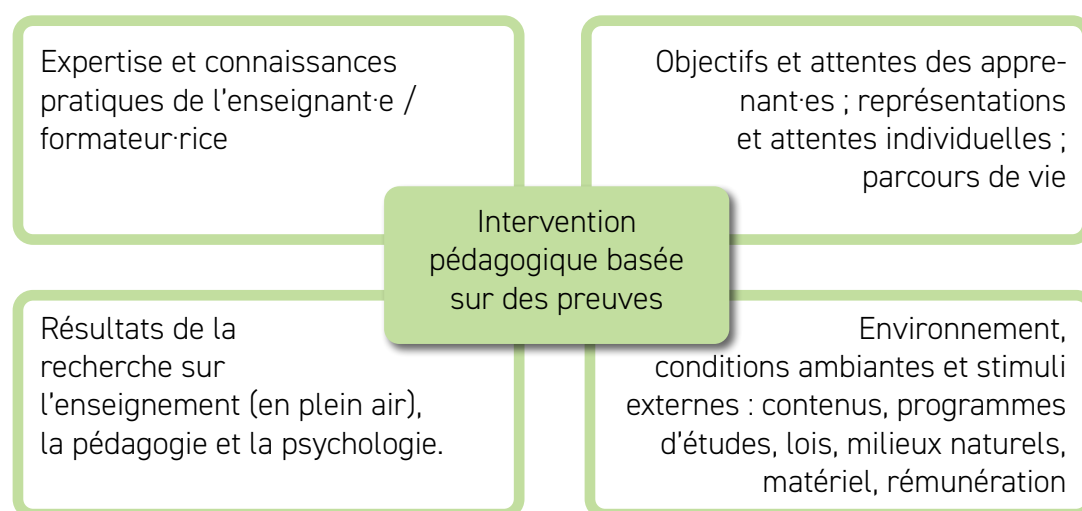 Expertise et connaissances
pratiques de l'enseignant·e /
formateur·rice
Objectifs et attentes des appre-
nant·es ; représentations
et attentes individuelles ;
parcours de vie
Intervention
pédagogique basée
sur des preuves
Résultats de la
recherche sur
l'enseignement (en plein air),
la pédagogie et la psychologie.
Environnement,
conditions ambiantes et stimuli
externes : contenus, programmes
d'études, lois, milieux naturels,
matériel, rémunération